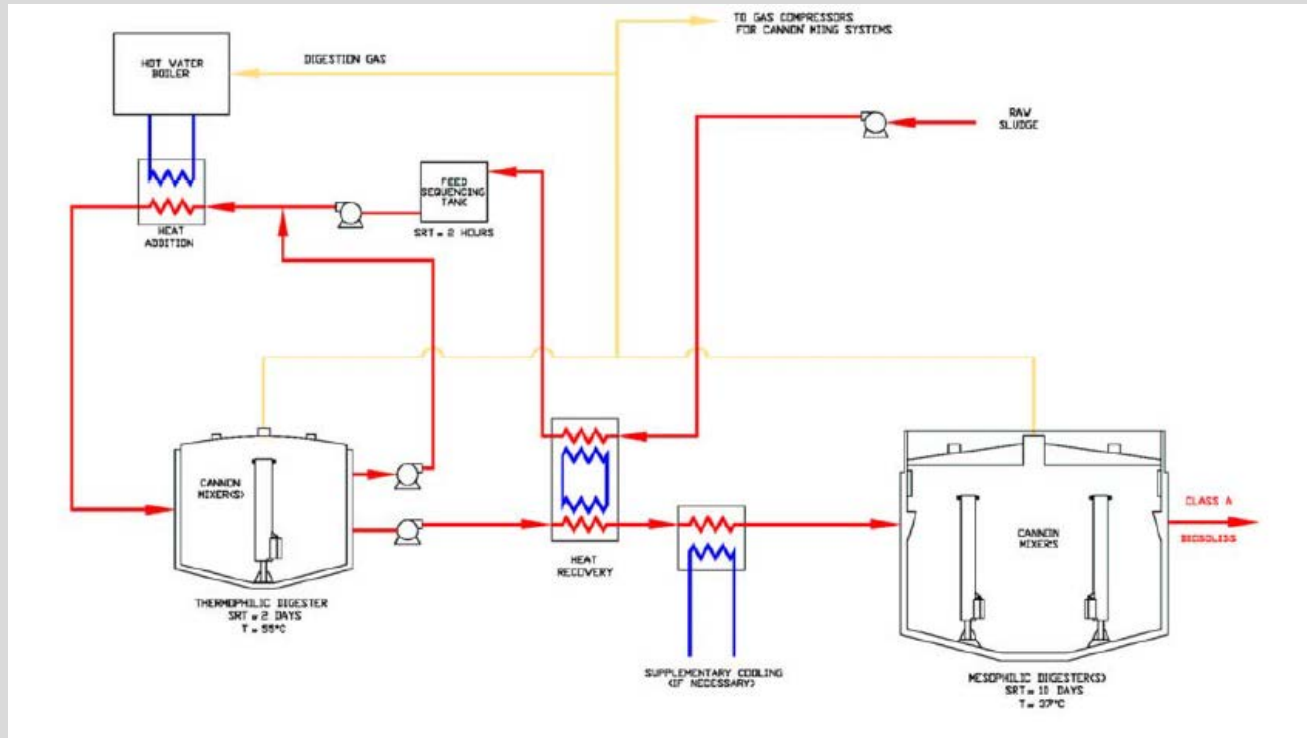 TO GAS COMPRESSORS
FOR CANNON MIING SYSTEMS
HOT WATER
BOILER
DIGESTION GAS
RAW
SLUDGE
FEED
SEQUENCING
TANK
SRT = 2 HOURS
HEAT
ADDITION
CANNON
MIXER(S)
THERMOPHILIC DIGESTER
SRT = 2 DAYS
T = 55°C
HEAT
RECOVERY
SUPPLEMENTARY COOLING
(IF NECESSARY)
CANNON
MIXERS
CLASS A
BIOSOLIDS
MESOPHILIC DIGESTER(S)
SRT = 10 DAYS
T = 37°C